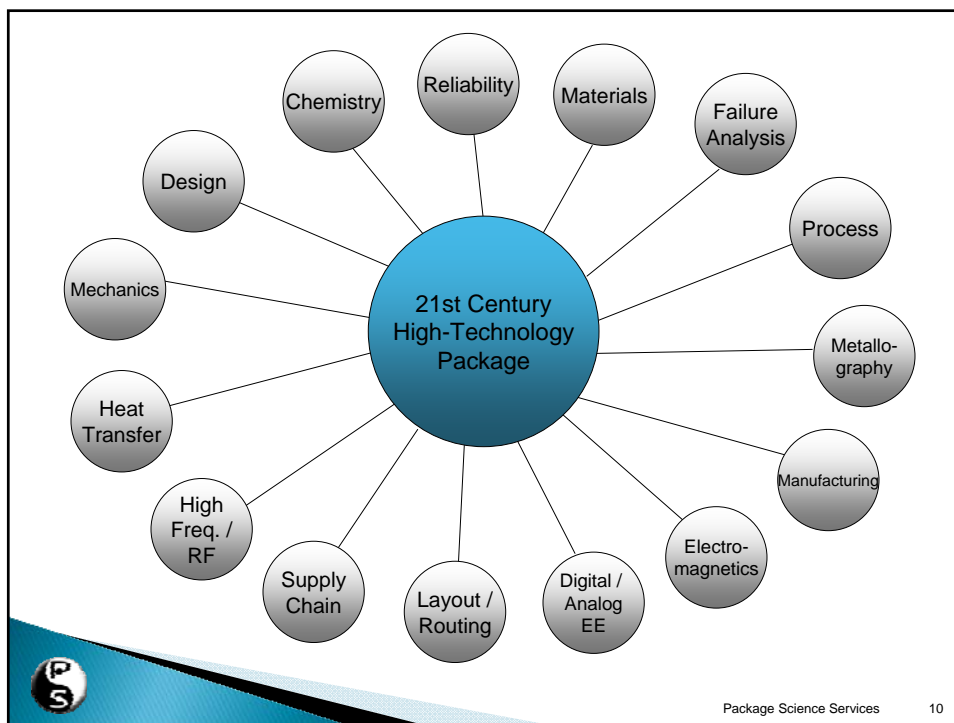 Reliability
Chemistry
Materials
Failure
Analysis
Design
Process
Mechanics
21st Century
High-Technology
Package
Metallo-
graphy
Heat
Transfer
Manufacturing
High
Freq. /
RF
Electro-
magnetics
Supply
Chain
Layout /
Routing
Digital /
Analog
EE
P
S
Package Science Services 10